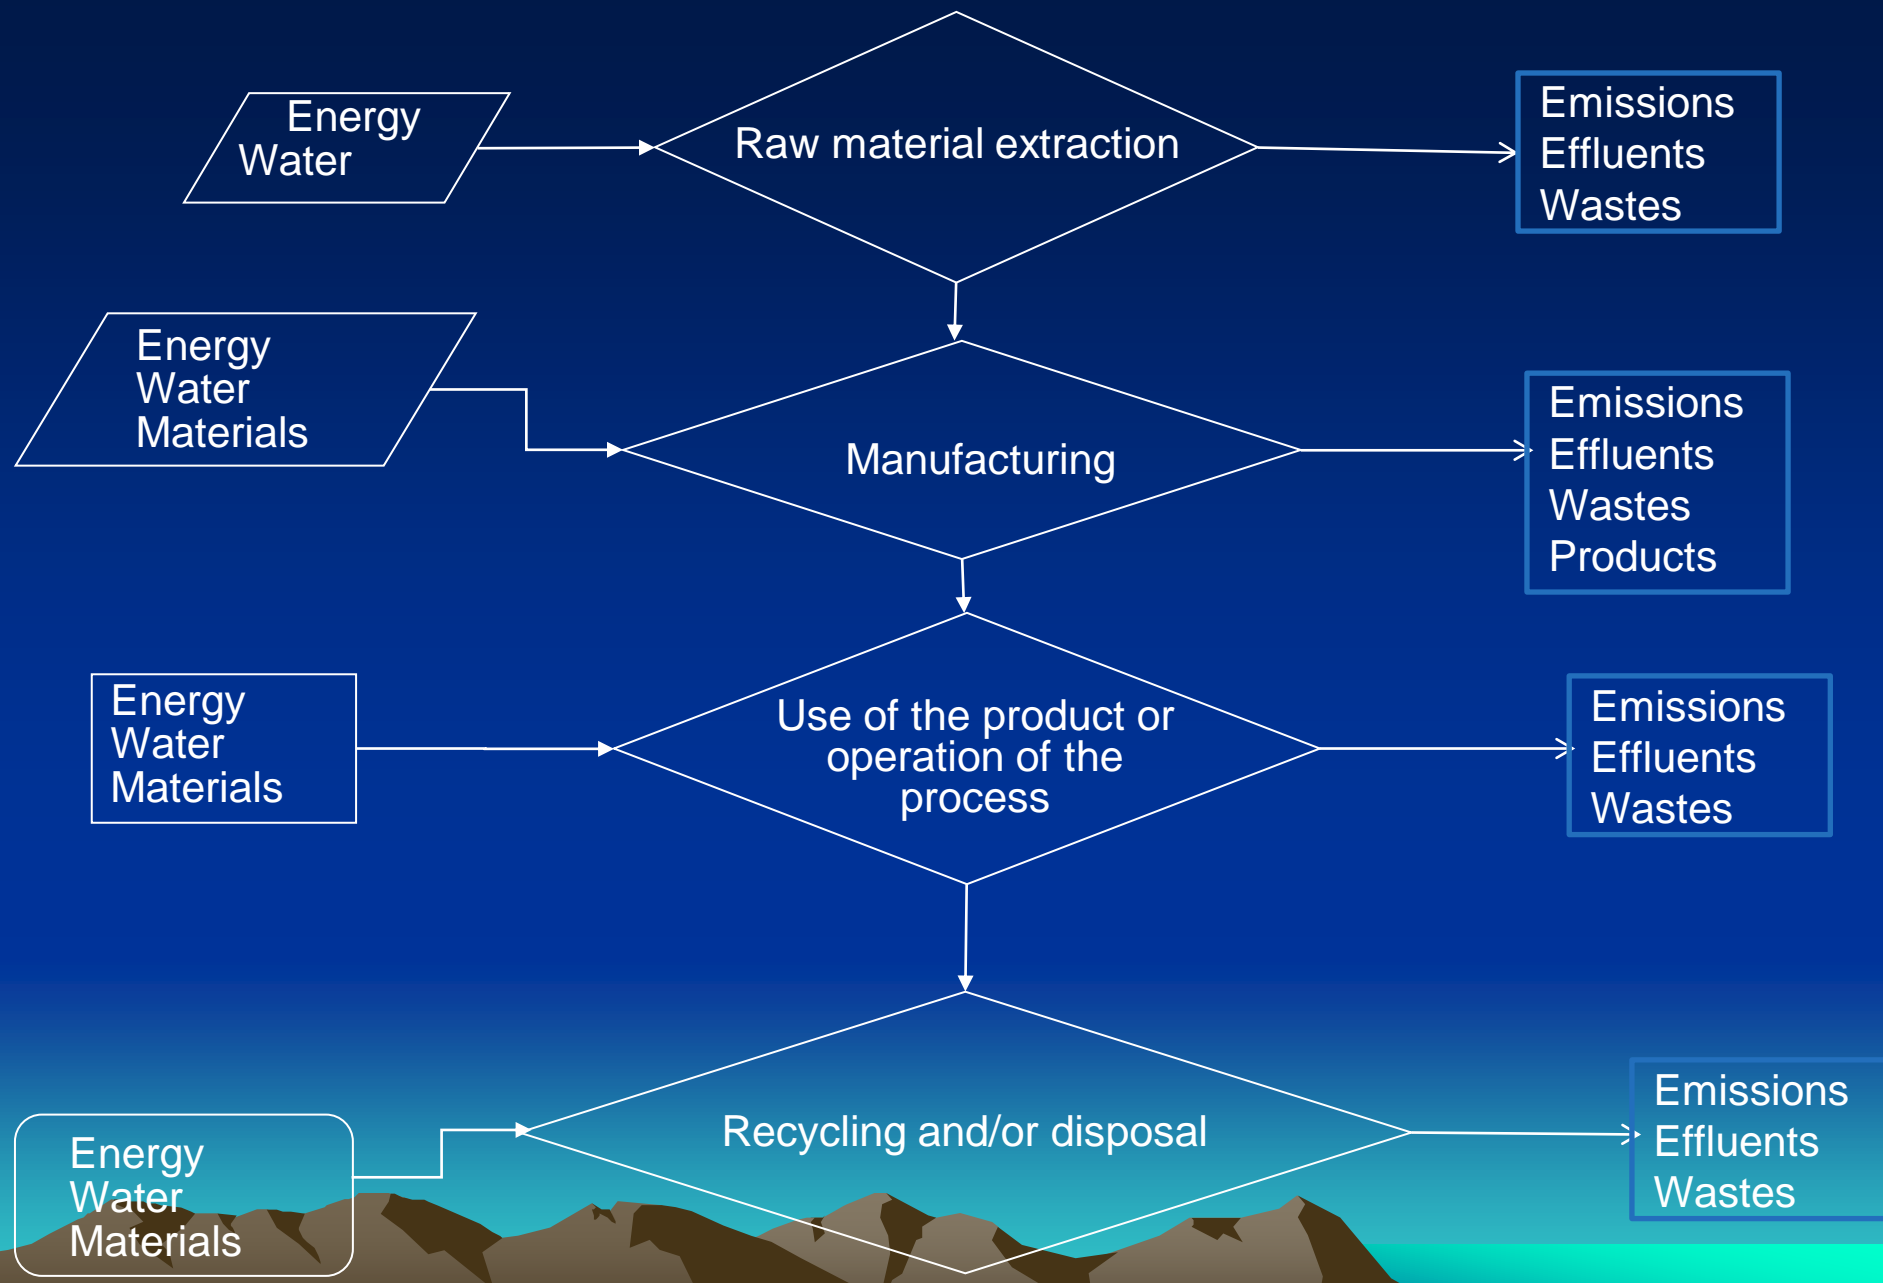 Energy
Water
Raw material extraction
Emissions
Effluents
Wastes
Energy
Water
Materials
Manufacturing
Emissions
Effluents
Wastes
Products
Energy
Water
Materials
Use of the product or
operation of the
process
Emissions
Effluents
Wastes
Energy
Water
Materials
Recycling and/or disposal
Emissions
Effluents
Wastes